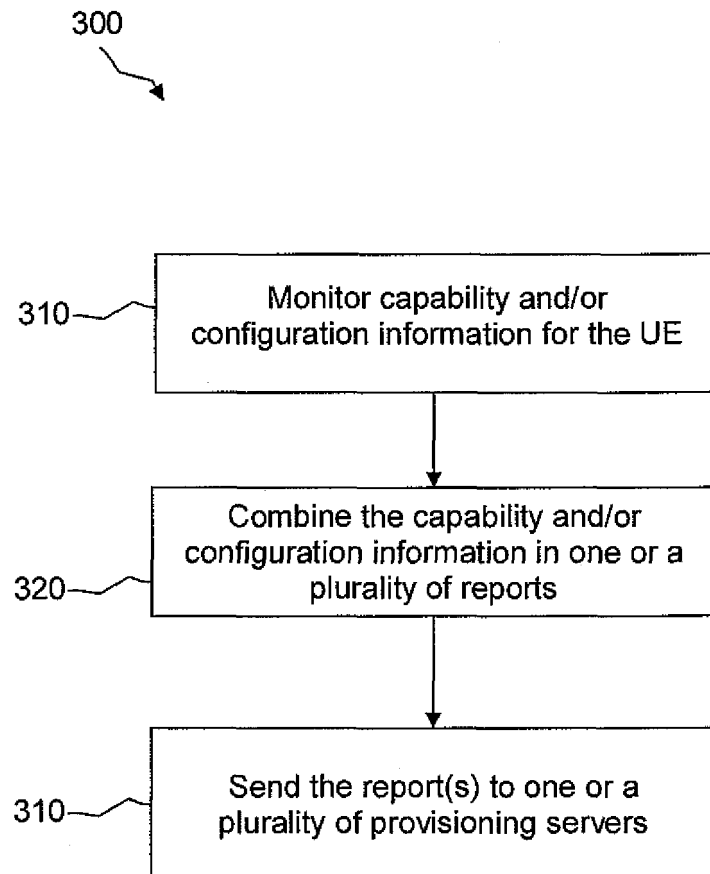 300
310
Monitor capability and/or
configuration information for the UE
320
Combine the capability and/or
configuration information in one or a
plurality of reports
310
Send the report(s) to one or a
plurality of provisioning servers